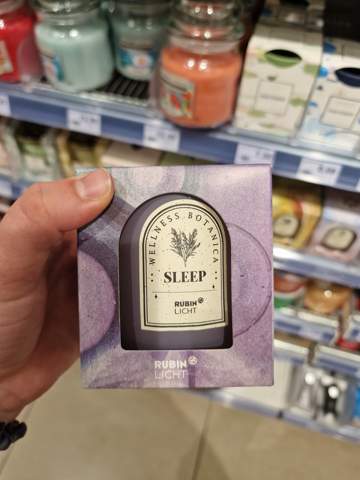 WELLNESS BOTANICA
SLEEP
RUBIN
LICHT
RUBIN
LICHT